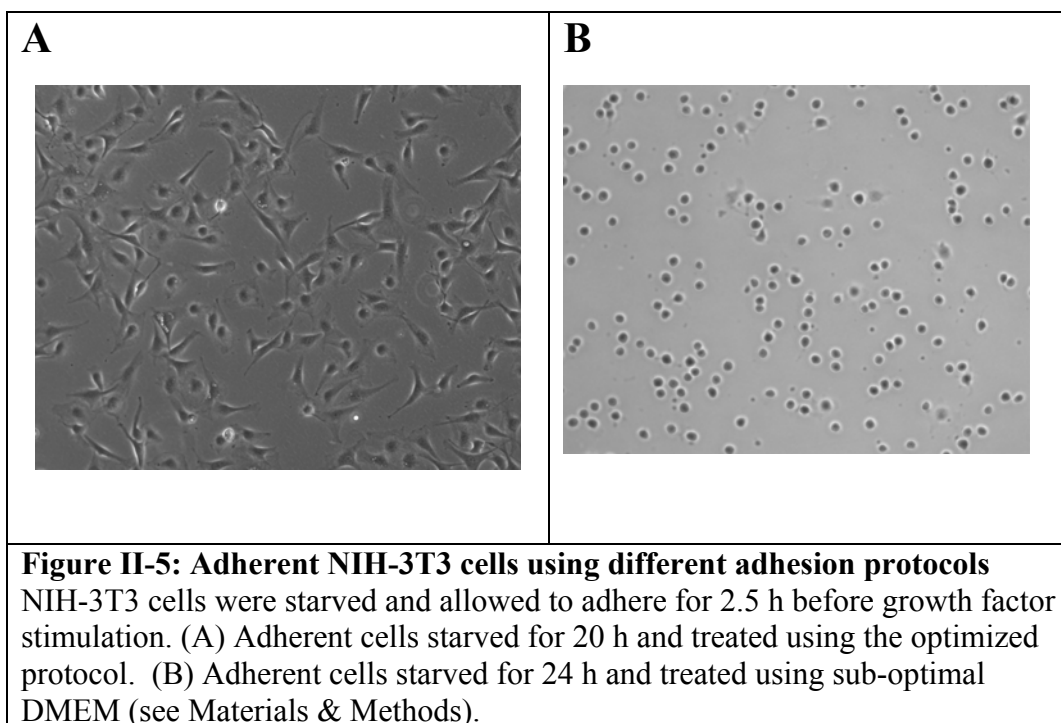 A
B
Figure II-5: Adherent NIH-3T3 cells using different adhesion protocols
NIH-3T3 cells were starved and allowed to adhere for 2.5 h before growth factor
stimulation. (A) Adherent cells starved for 20 h and treated using the optimized
protocol.  (B) Adherent cells starved for 24 h and treated using sub-optimal
DMEM (see Materials & Methods).